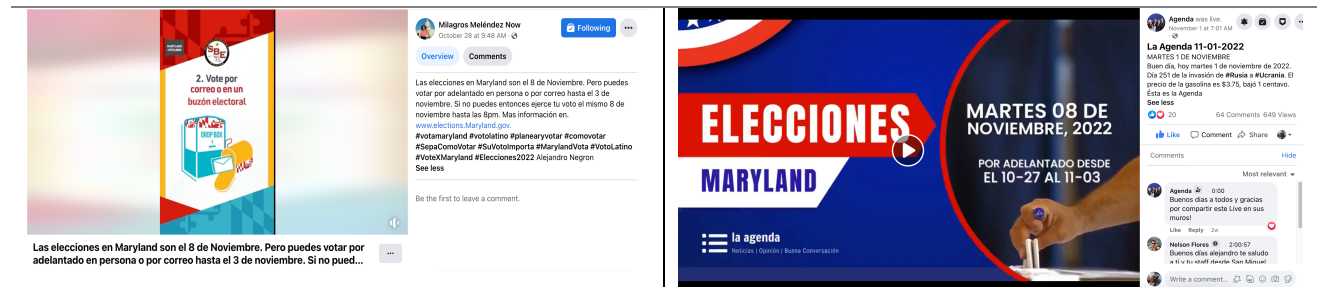 MARYLAND
VOTA/VOTE
SBE
2. Vote por
correo o en un
buzón electoral
DROP BOX
Las elecciones en Maryland son el 8 de Noviembre. Pero puedes votar por
adelantado en persona o por correo hasta el 3 de noviembre. Si no pued...
Milagros Meléndez Now
October 28 at 9:48 AM ·
Following
Overview
Comments
Las elecciones en Maryland son el 8 de Noviembre. Pero puedes
votar por adelantado en persona o por correo hasta el 3 de
noviembre. Si no puedes entonces ejerce tu voto el mismo 8 de
noviembre hasta las 8pm. Mas información en.
www.elections.Maryland.gov.
#votamaryland #votolatino #planearyvotar #comovotar
#SepaComoVotar #SuVotoImporta #MarylandVota #VotoLatino
#VoteXMaryland #Elecciones2022 Alejandro Negron
See less
Be the first to leave a comment.
ELECCIONES
MARYLAND
la agenda
Noticias | Opinión | Buena Conversación
MARTES 08 DE
NOVIEMBRE, 2022
POR ADELANTADO DESDE
EL 10-27 AL 11-03
Agenda was live.
November 1 at 7:01 AM ·
La Agenda 11-01-2022
MARTES 1 DE NOVIEMBRE
Buen día, hoy martes 1 de noviembre de 2022.
Día 251 de la invasión de #Rusia a #Ucrania. El
precio de la gasolina es $3.75, bajó 1 centavo.
Ésta es la Agenda
See less
20
64 Comments 649 Views
Like
Comment
Share
Comments
Hide
Most relevant
Agenda · 0:00
Buenos dias a todos y gracias
por compartir este Live en sus
muros!
Like Reply 2w
Nelson Flores · 2:00:57
Buenos días alejandro te saludo
a ti y tu staff desde San Miguel
Write a comment...